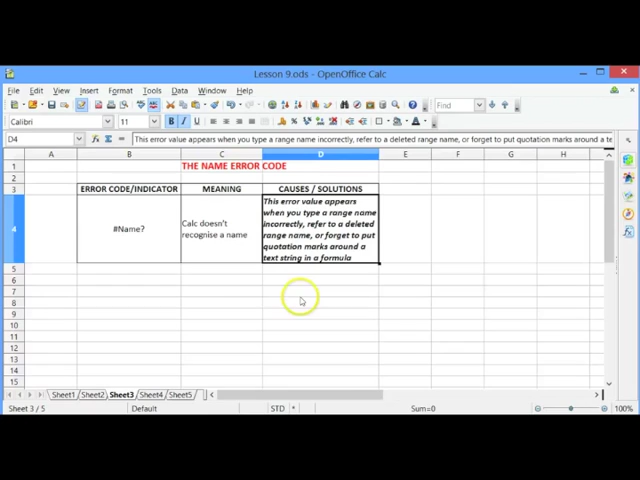 Lesson 9.ods - OpenOffice Calc
File Edit View Insert Format Tools Data Window Help
Find
Calibri 11 B I U
D4 fx Σ = This error value appears when you type a range name incorrectly, refer to a deleted range name, or forget to put quotation marks around a te
A B C D E F G H
1 THE NAME ERROR CODE
2
3 ERROR CODE/INDICATOR MEANING CAUSES / SOLUTIONS
4
#Name?
Calc doesn't
recognise a name
This error value appears
when you type a range name
incorrectly, refer to a deleted
range name, or forget to put
quotation marks around a
text string in a formula
5
6
7
8
9
10
11
12
13
14
15
Sheet1 Sheet2 Sheet3 Sheet4 Sheet5
Sheet 3 / 5 Default STD * Sum=0 100%